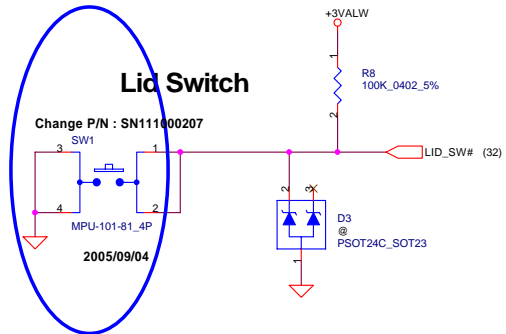 +3VALW
1
R8
100K_0402_5%
2
Lid Switch
Change P/N : SN111000207
SW1
3
1
4
2
MPU-101-81_4P
LID_SW# (32)
2
3
D3
@
PSOT24C_SOT23
1
2005/09/04